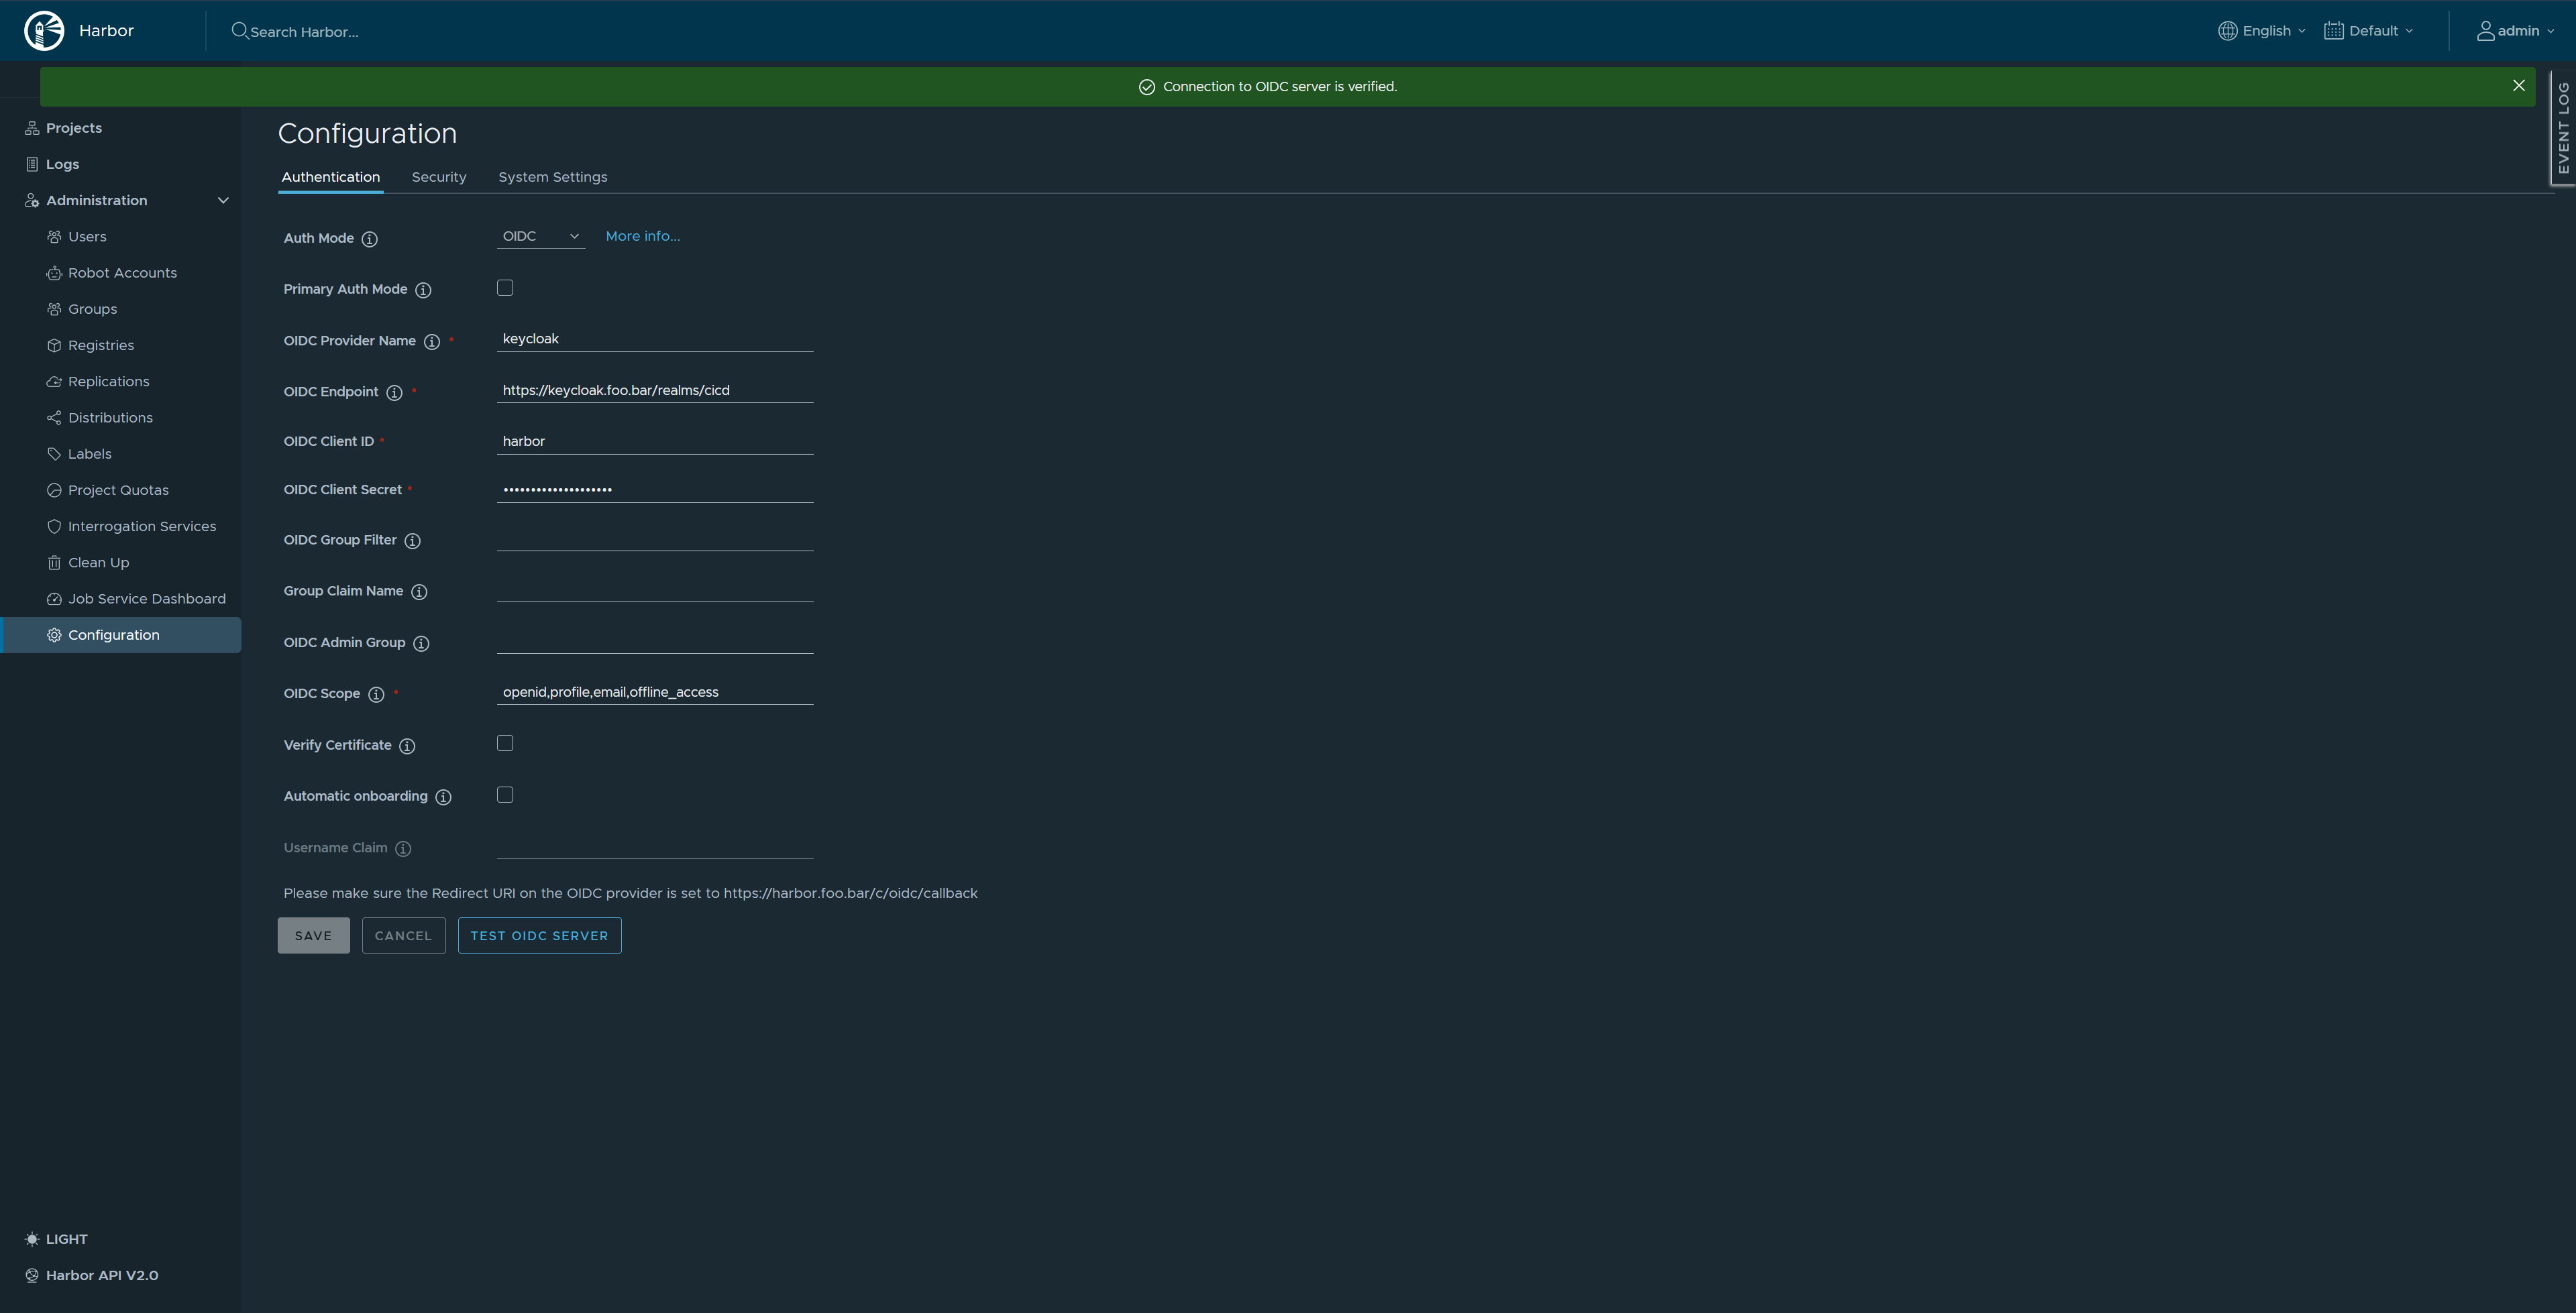 Harbor
Search Harbor...
English
Default
admin
Connection to OIDC server is verified.
EVENT LOG
Projects
Logs
Administration
Users
Robot Accounts
Groups
Registries
Replications
Distributions
Labels
Project Quotas
Interrogation Services
Clean Up
Job Service Dashboard
Configuration
LIGHT
Harbor API V2.0
Configuration
Authentication Security System Settings
Auth Mode OIDC More info...
Primary Auth Mode
OIDC Provider Name * keycloak
OIDC Endpoint * https://keycloak.foo.bar/realms/cicd
OIDC Client ID * harbor
OIDC Client Secret * ••••••••••••••••••••
OIDC Group Filter
Group Claim Name
OIDC Admin Group
OIDC Scope * openid,profile,email,offline_access
Verify Certificate
Automatic onboarding
Username Claim
Please make sure the Redirect URI on the OIDC provider is set to https://harbor.foo.bar/c/oidc/callback
SAVE CANCEL TEST OIDC SERVER